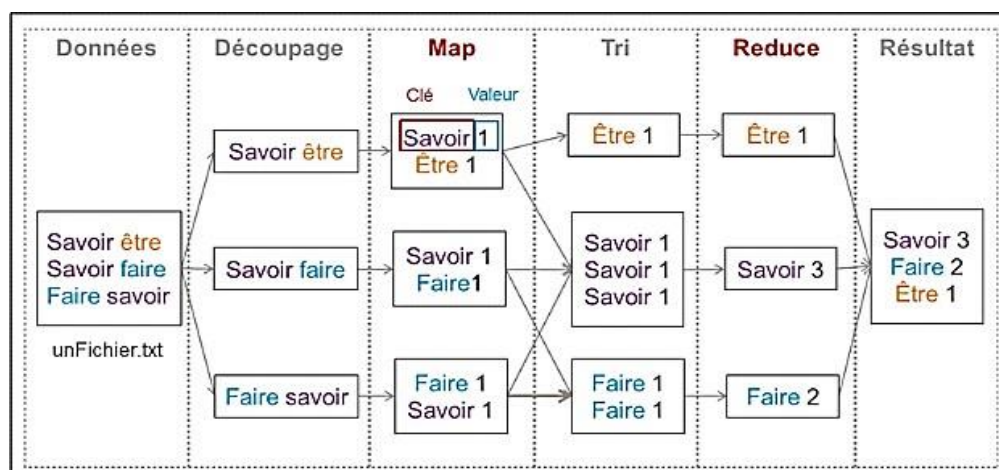 Données
Découpage
Map
Tri
Reduce
Résultat
Clé
Valeur
Savoir être
Savoir faire
Faire savoir
unFichier.txt
Savoir être
Savoir faire
Faire savoir
Savoir 1
Être 1
Savoir 1
Faire1
Faire 1
Savoir 1
Être 1
Savoir 1
Savoir 1
Savoir 1
Faire 1
Faire 1
Être 1
Savoir 3
Faire 2
Savoir 3
Faire 2
Être 1